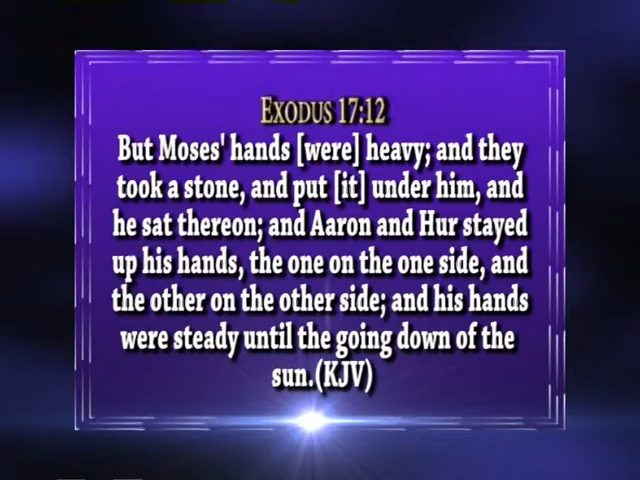 EXODUS 17:12
But Moses' hands [were] heavy; and they
took a stone, and put [it] under him, and
he sat thereon; and Aaron and Hur stayed
up his hands, the one on the one side, and
the other on the other side; and his hands
were steady until the going down of the
sun.(KJV)